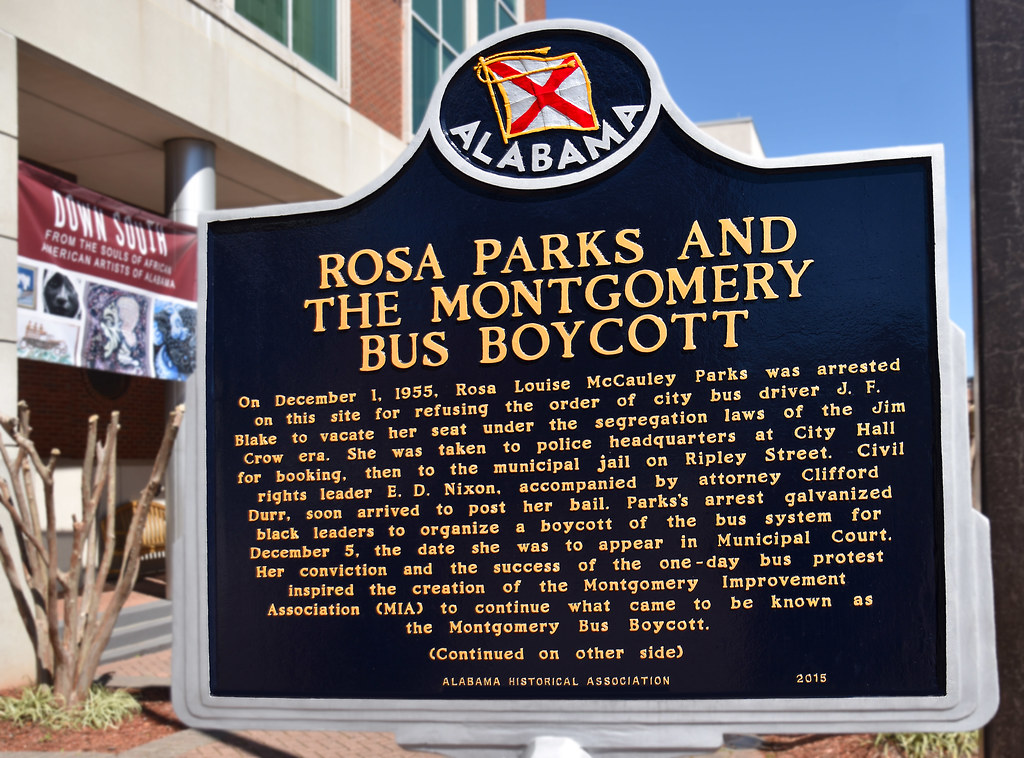 ALABAMA
DOWN SOUTH
FROM THE SOULS OF AFRICAN
AMERICAN ARTISTS OF ALABAMA
ROSA PARKS AND
THE MONTGOMERY
BUS BOYCOTT
On December 1, 1955, Rosa Louise McCauley Parks was arrested
on this site for refusing the order of city bus driver J. F.
Blake to vacate her seat under the segregation laws of the Jim
Crow era. She was taken to police headquarters at City Hall
for booking, then to the municipal jail on Ripley Street. Civil
rights leader E. D. Nixon, accompanied by attorney Clifford
Durr, soon arrived to post her bail. Parks's arrest galvanized
black leaders to organize a boycott of the bus system for
December 5, the date she was to appear in Municipal Court.
Her conviction and the success of the one-day bus protest
inspired the creation of the Montgomery Improvement
Association (MIA) to continue what came to be known as
the Montgomery Bus Boycott.
(Continued on other side)
ALABAMA HISTORICAL ASSOCIATION 2015